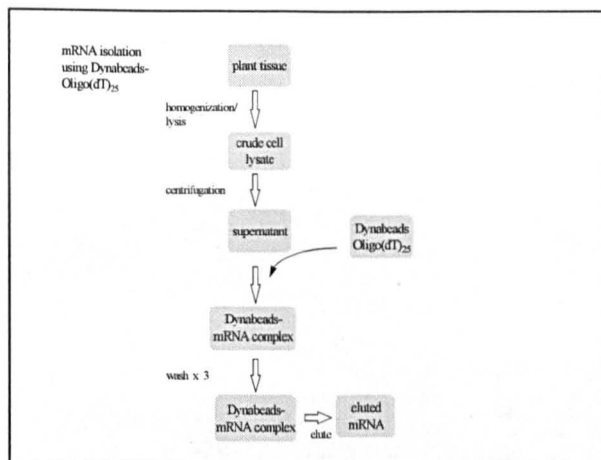 mRNA isolation
using Dynabeads-
Oligo(dT)25
plant tissue
homogenization/
lysis
crude cell
lysate
centrifugation
supernatant
Dynabeads
Oligo(dT)25
Dynabeads-
mRNA complex
wash x 3
Dynabeads-
mRNA complex
elute
eluted
mRNA